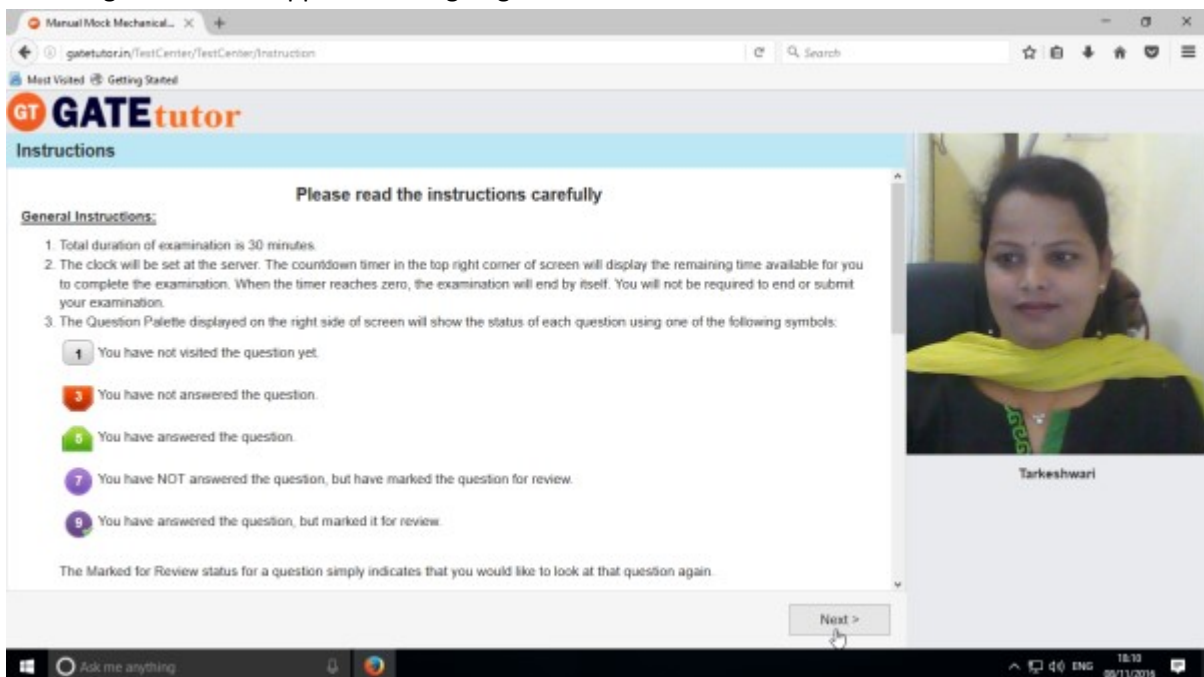 Manual Mock Mechanical...
gatetutor.in/TestCenter/TestCenter/Instruction
Search
Most Visited
Getting Started
GT GATEtutor
Instructions
Please read the instructions carefully
General Instructions:
1. Total duration of examination is 30 minutes.
2. The clock will be set at the server. The countdown timer in the top right corner of screen will display the remaining time available for you
to complete the examination. When the timer reaches zero, the examination will end by itself. You will not be required to end or submit
your examination.
3. The Question Palette displayed on the right side of screen will show the status of each question using one of the following symbols:
1 You have not visited the question yet.
3 You have not answered the question.
5 You have answered the question.
7 You have NOT answered the question, but have marked the question for review.
9 You have answered the question, but marked it for review.
The Marked for Review status for a question simply indicates that you would like to look at that question again.
Tarkeshwari
Next >
Ask me anything
ENG
18:10